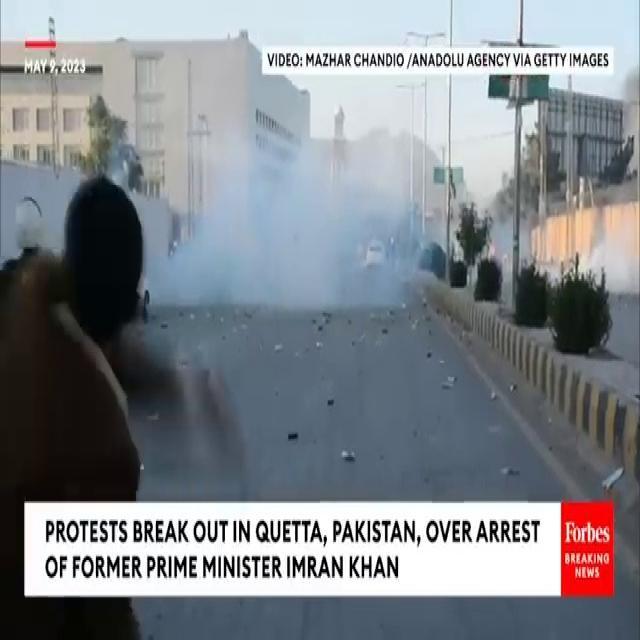 MAY 9, 2023
VIDEO: MAZHAR CHANDIO /ANADOLU AGENCY VIA GETTY IMAGES
PROTESTS BREAK OUT IN QUETTA, PAKISTAN, OVER ARREST
OF FORMER PRIME MINISTER IMRAN KHAN
Forbes
BREAKING
NEWS